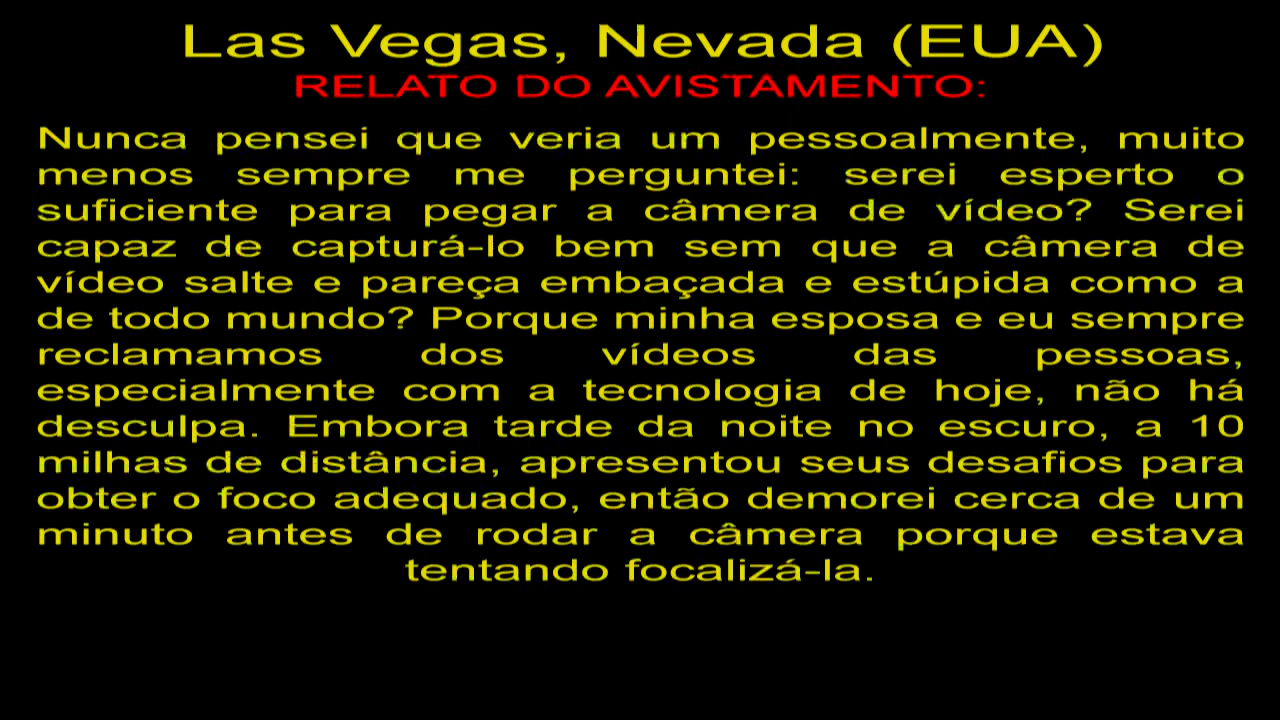 Las Vegas, Nevada (EUA)
RELATO DO AVISTAMENTO:
Nunca pensei que veria um pessoalmente, muito
menos sempre me perguntei: serei esperto o
suficiente para pegar a câmera de vídeo? Serei
capaz de capturá-lo bem sem que a câmera de
vídeo salte e pareça embaçada e estúpida como a
de todo mundo? Porque minha esposa e eu sempre
reclamamos dos vídeos das pessoas,
especialmente com a tecnologia de hoje, não há
desculpa. Embora tarde da noite no escuro, a 10
milhas de distância, apresentou seus desafios para
obter o foco adequado, então demorei cerca de um
minuto antes de rodar a câmera porque estava
tentando focalizá-la.